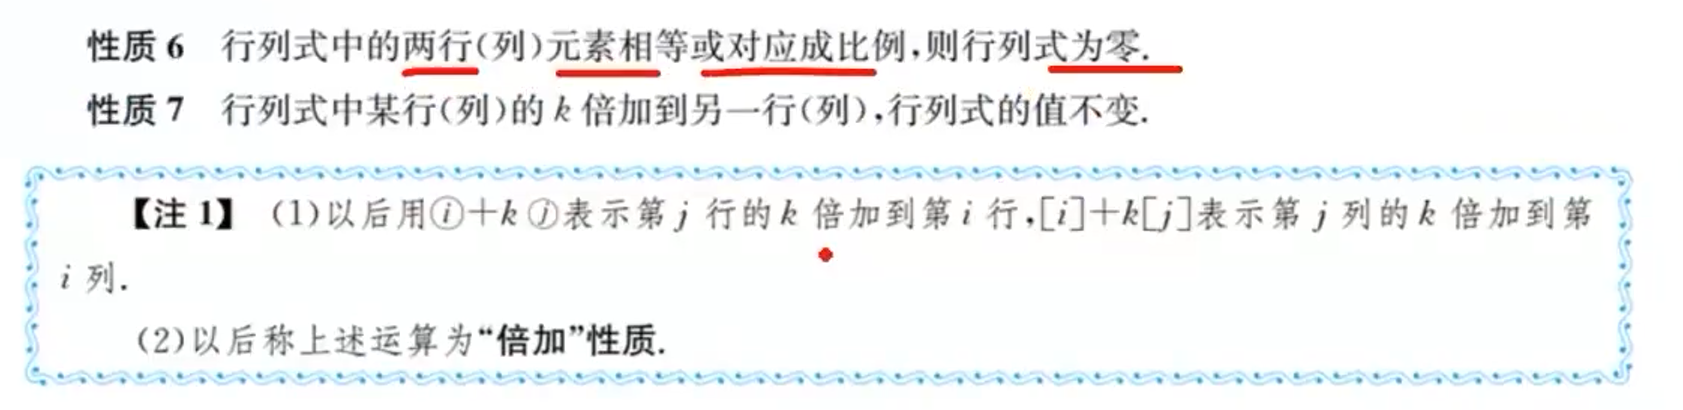 性质 6 行列式中的两行(列)元素相等或对应成比例,则行列式为零.
性质 7 行列式中某行(列)的 k 倍加到另一行(列),行列式的值不变.
【注 1】 (1)以后用ⓘ+k ⓙ表示第 j 行的 k 倍加到第 i 行,[i]+k[j]表示第 j 列的 k 倍加到第
i 列.
(2)以后称上述运算为“倍加”性质.